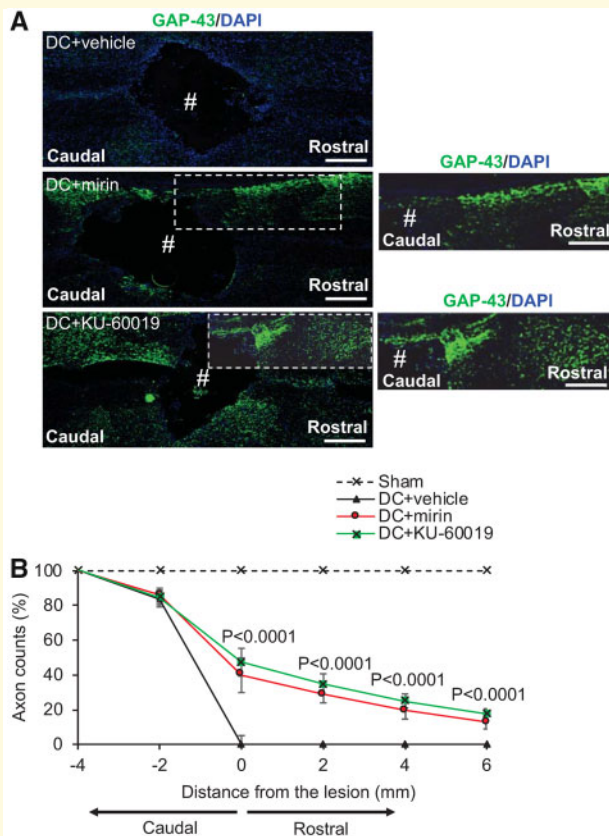 A
GAP-43/DAPI
DC+vehicle
#
Caudal
Rostral
DC+mirin
#
Caudal
Rostral
GAP-43/DAPI
#
Caudal
Rostral
DC+KU-60019
#
Caudal
Rostral
GAP-43/DAPI
#
Caudal
Rostral
Sham
DC+vehicle
DC+mirin
DC+KU-60019
B
Axon counts (%)
100
80
60
40
20
0
P<0.0001
P<0.0001
P<0.0001
P<0.0001
-4 -2 0 2 4 6
Distance from the lesion (mm)
Caudal Rostral